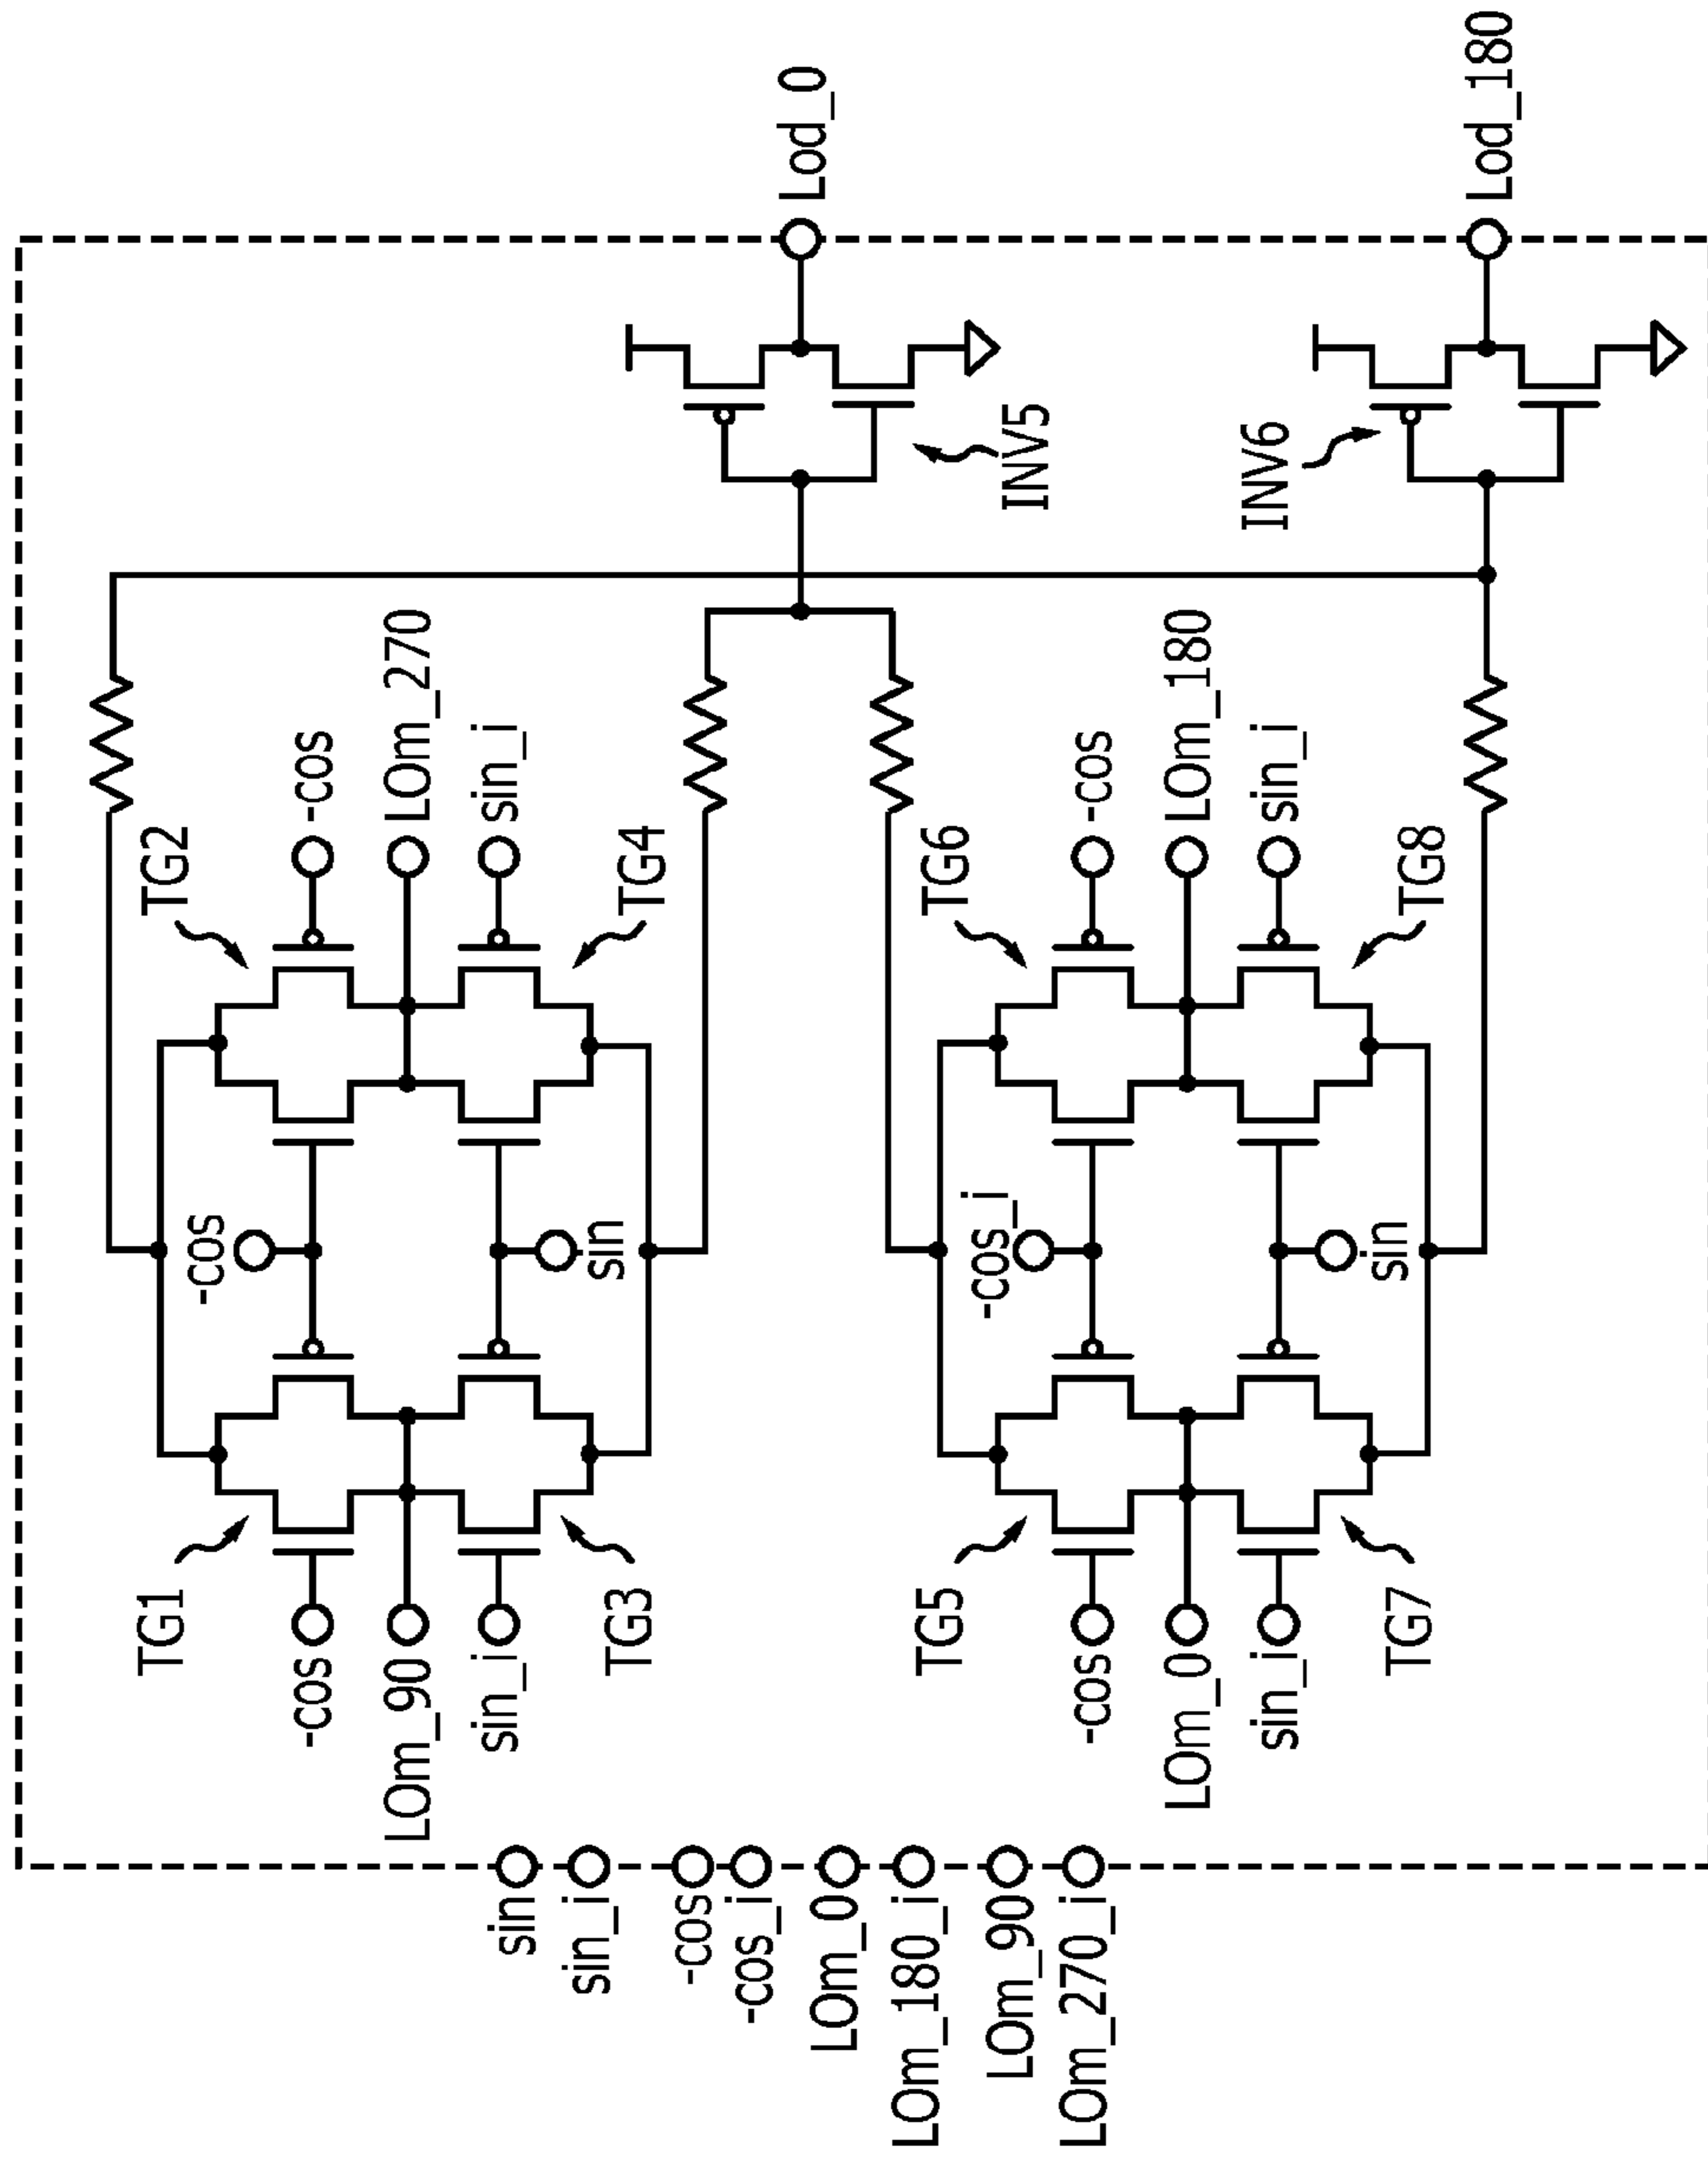 Lod_0
Lod_180
INV5
INV6
TG2
-cos
LOm_270
sin_i
TG4
TG6
-cos
LOm_180
sin_i
TG8
-cos
sin
-cos_i
sin
TG1
-cos
LOm_90
sin_i
TG3
TG5
-cos
LOm_0
sin_i
TG7
sin
sin_i
-cos
-cos_i
LOm_0
LOm_180_i
LOm_90
LOm_270_i